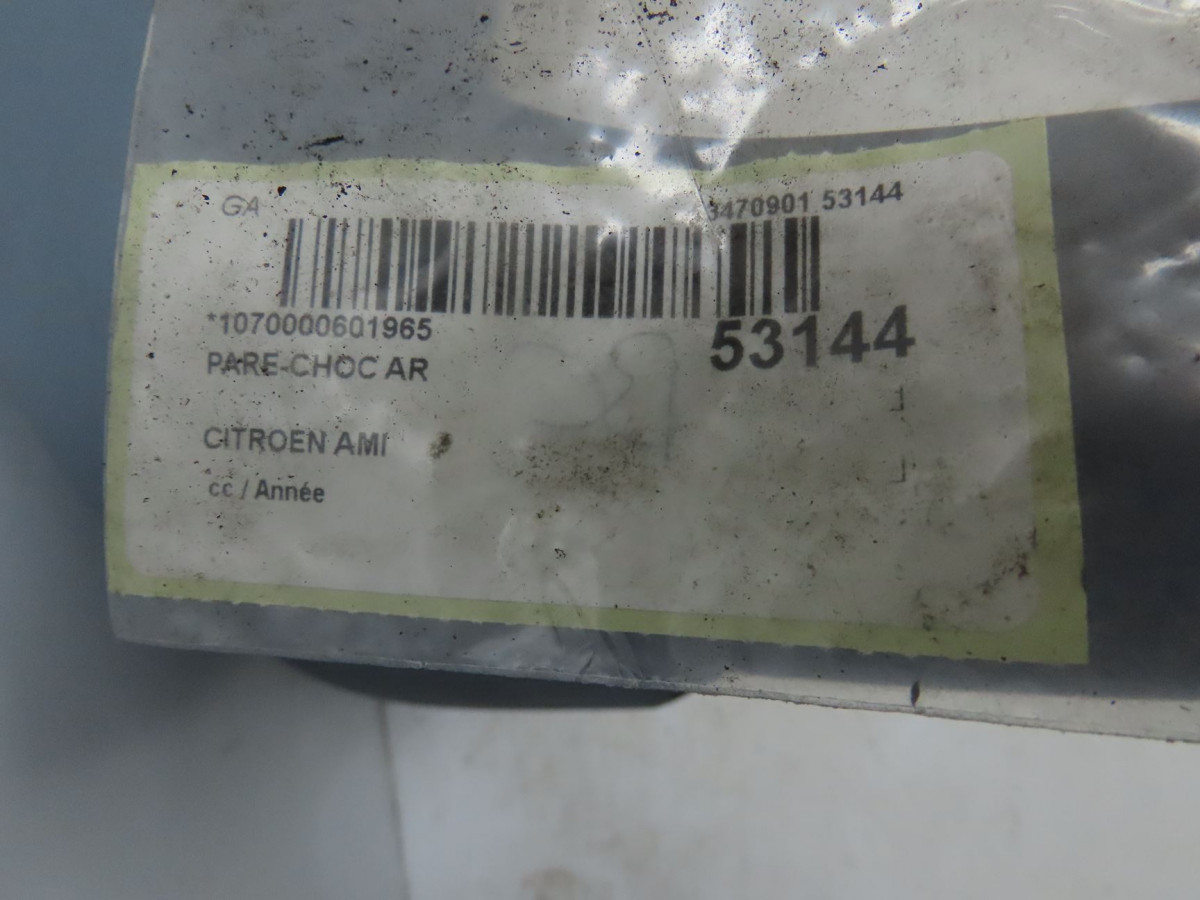 GA 3470901 53144
*1070000601965 53144
PARE-CHOC AR
CITROEN AMI
cc / Année